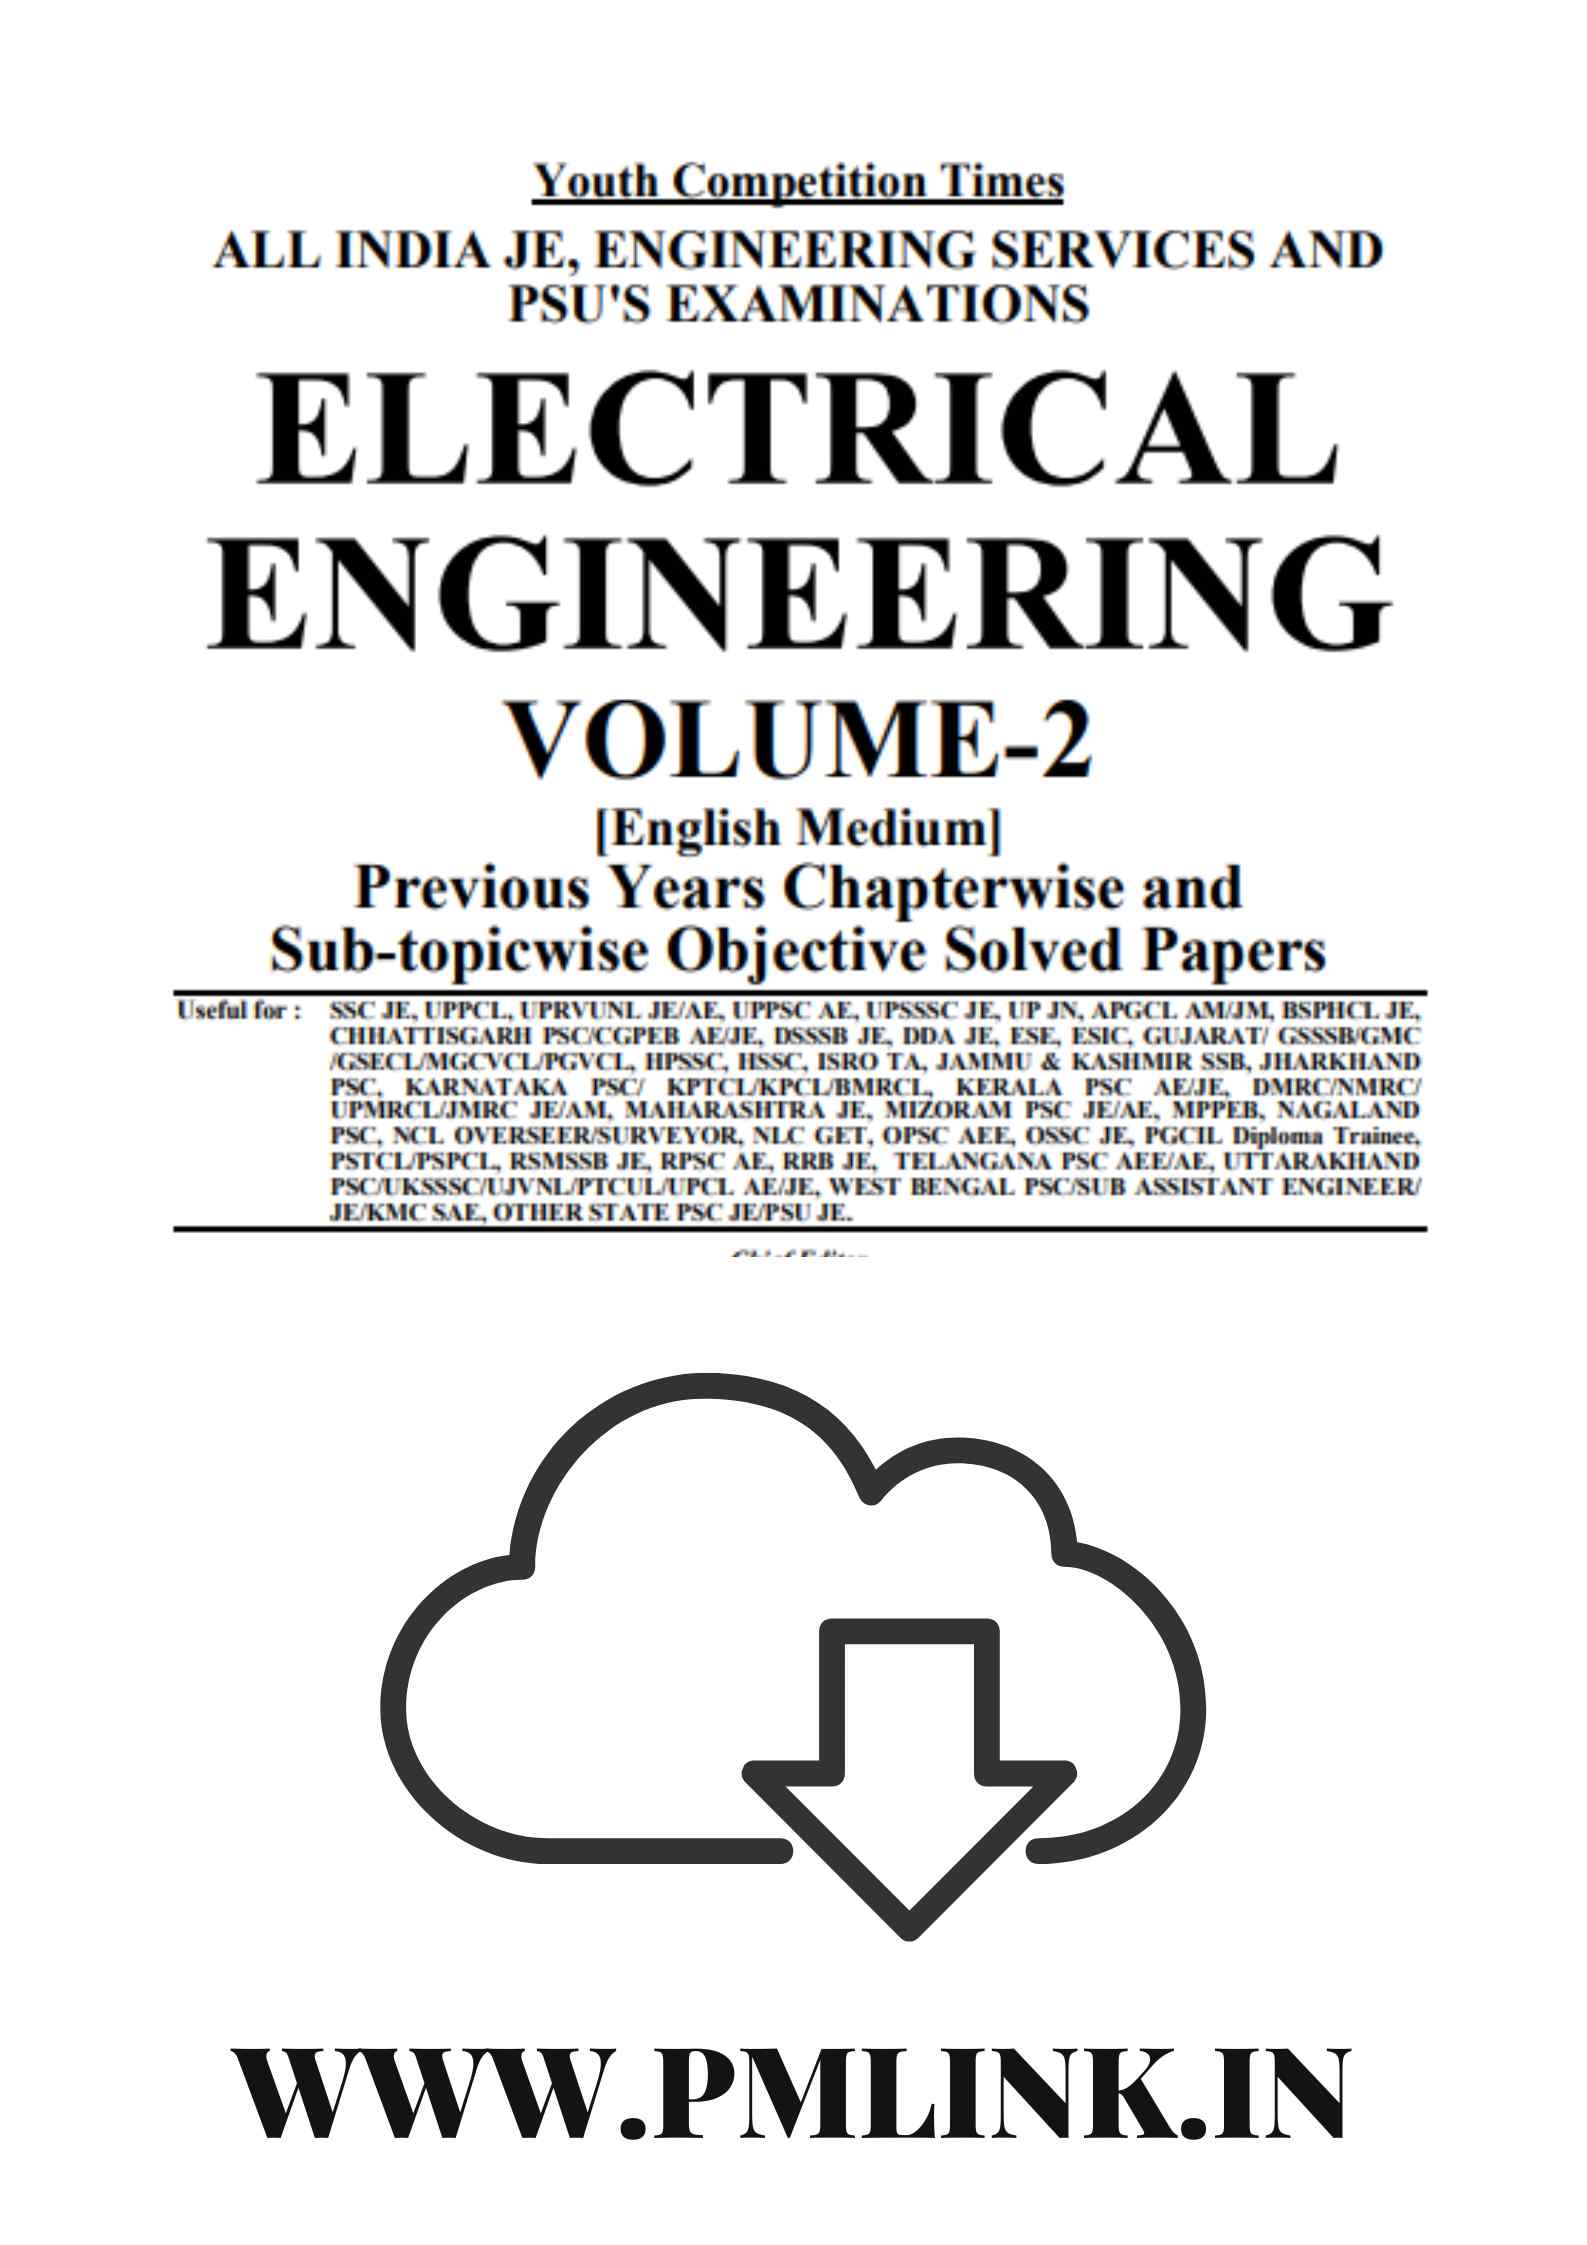 Youth Competition Times
ALL INDIA JE, ENGINEERING SERVICES AND
PSU'S EXAMINATIONS
ELECTRICAL
ENGINEERING
VOLUME-2
[English Medium]
Previous Years Chapterwise and
Sub-topicwise Objective Solved Papers
Useful for : SSC JE, UPPCL, UPRVUNL JE/AE, UPPSC AE, UPSSSC JE, UP JN, APGCL AM/JM, BSPHCL JE,
CHHATTISGARH PSC/CGPEB AE/JE, DSSSB JE, DDA JE, ESE, ESIC, GUJARAT/ GSSSB/GMC
/GSECL/MGCVCL/PGVCL, HPSSC, HSSC, ISRO TA, JAMMU & KASHMIR SSB, JHARKHAND
PSC, KARNATAKA PSC/ KPTCL/KPCL/BMRCL, KERALA PSC AE/JE, DMRC/NMRC/
UPMRCL/JMRC JE/AM, MAHARASHTRA JE, MIZORAM PSC JE/AE, MPPEB, NAGALAND
PSC, NCL OVERSEER/SURVEYOR, NLC GET, OPSC AEE, OSSC JE, PGCIL Diploma Trainee,
PSTCL/PSPCL, RSMSSB JE, RPSC AE, RRB JE, TELANGANA PSC AEE/AE, UTTARAKHAND
PSC/UKSSSC/UJVNL/PTCUL/UPCL AE/JE, WEST BENGAL PSC/SUB ASSISTANT ENGINEER/
JE/KMC SAE, OTHER STATE PSC JE/PSU JE.
WWW.PMLINK.IN